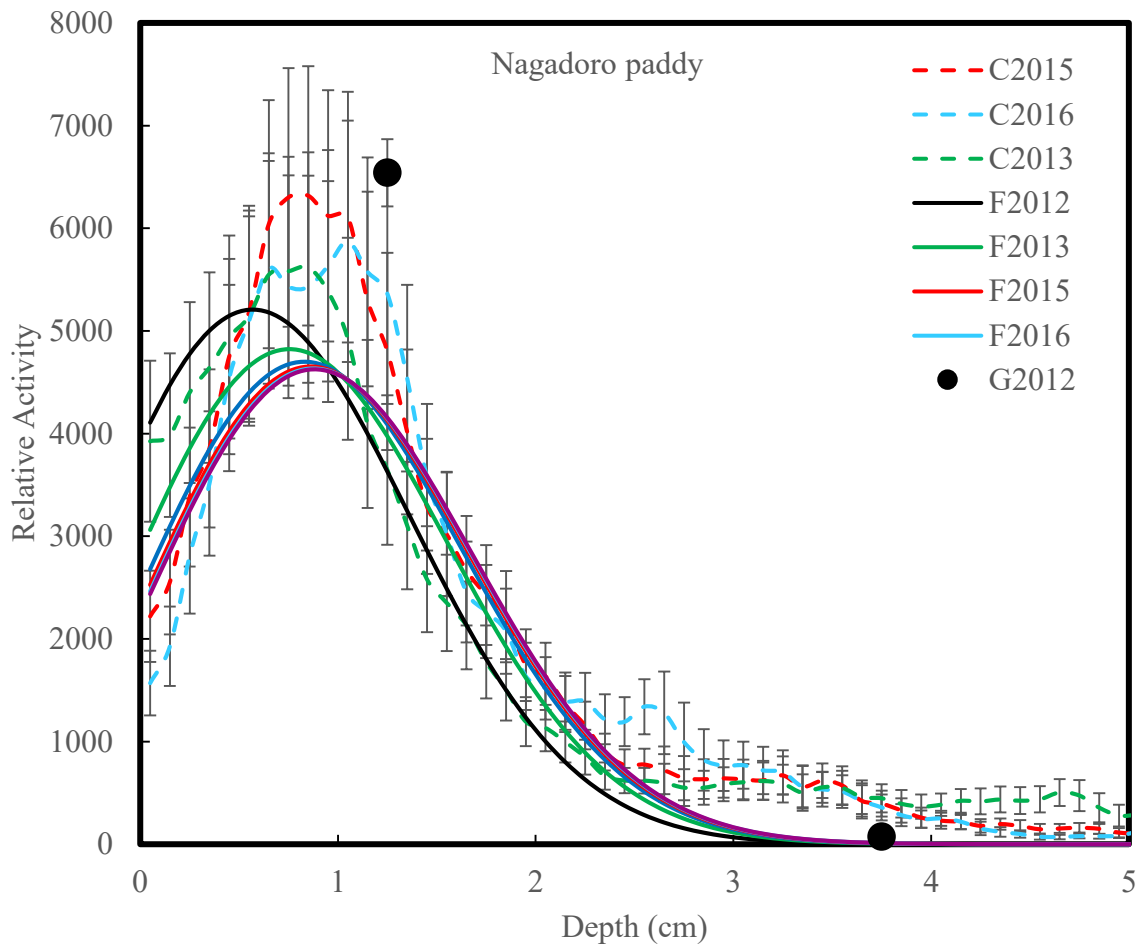 Nagadoro paddy
C2015
C2016
C2013
F2012
F2013
F2015
F2016
G2012
Relative Activity
8000
7000
6000
5000
4000
3000
2000
1000
0
0 1 2 3 4 5
Depth (cm)